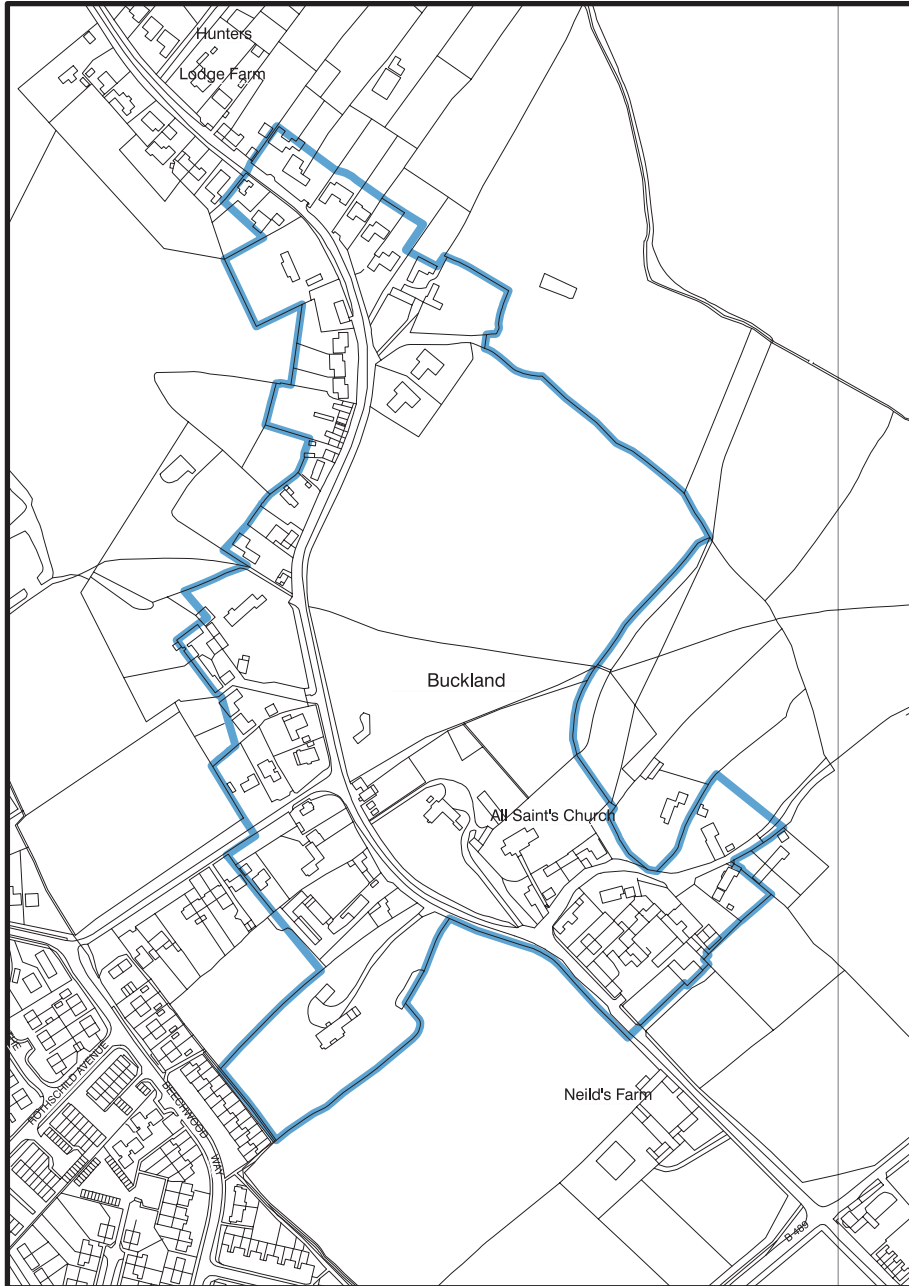 Hunters
Lodge Farm
Buckland
All Saint's Church
Neild's Farm
ROTHSCHILD AVENUE
BEECHWOOD
WAY
B 489